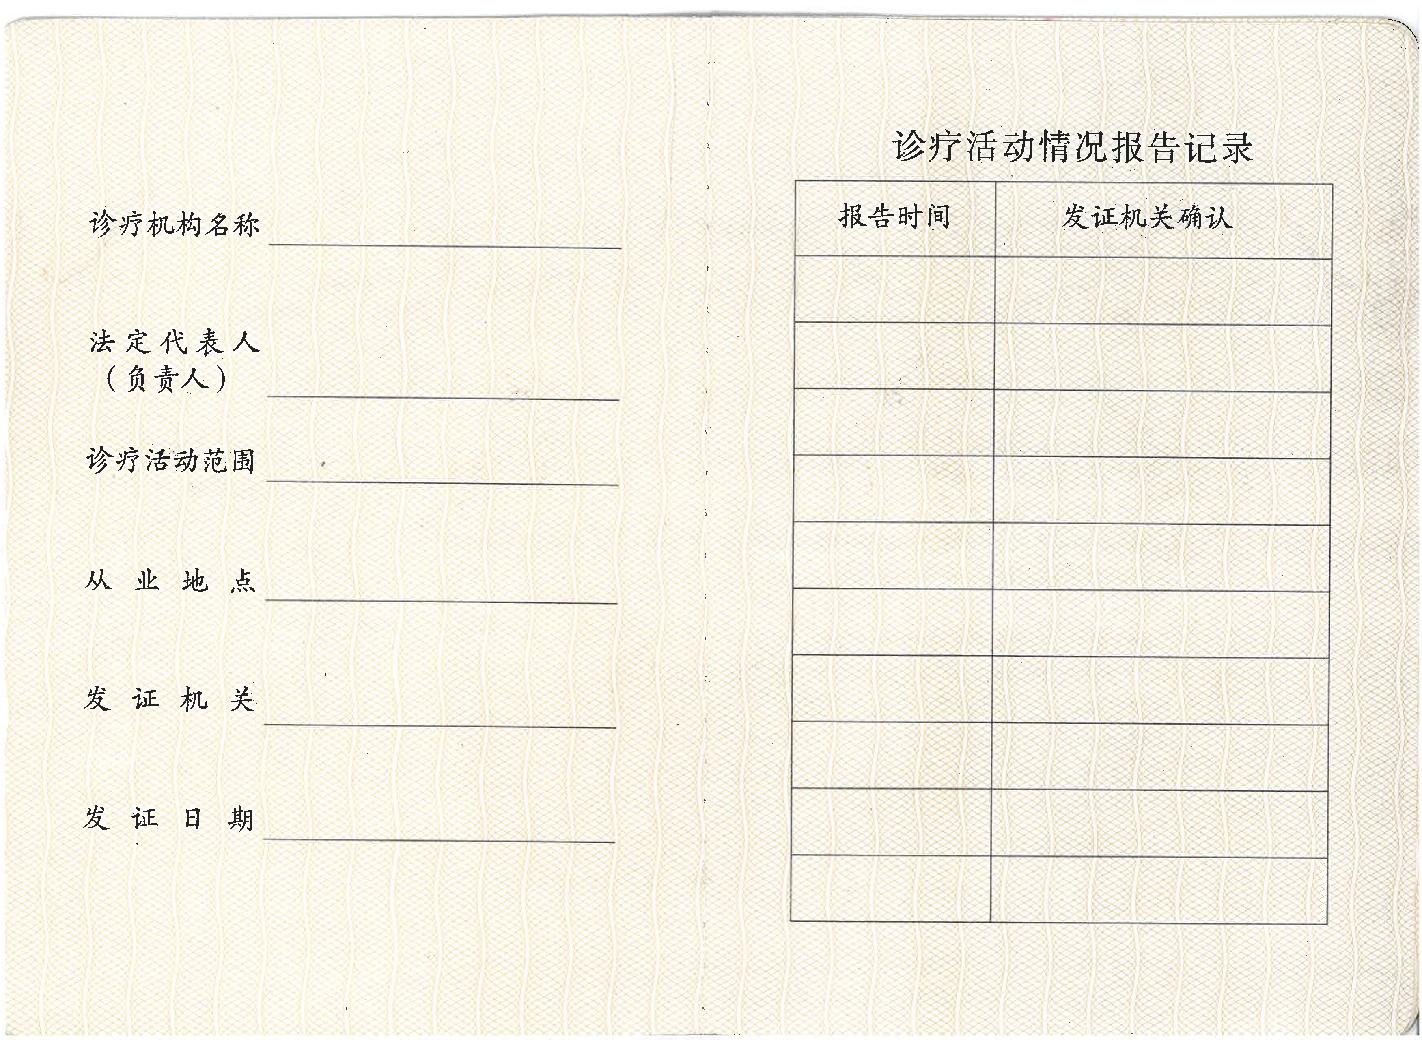 诊疗机构名称
法定代表人
（负责人）
诊疗活动范围
从业地点
发证机关
发证日期
诊疗活动情况报告记录
报告时间 发证机关确认